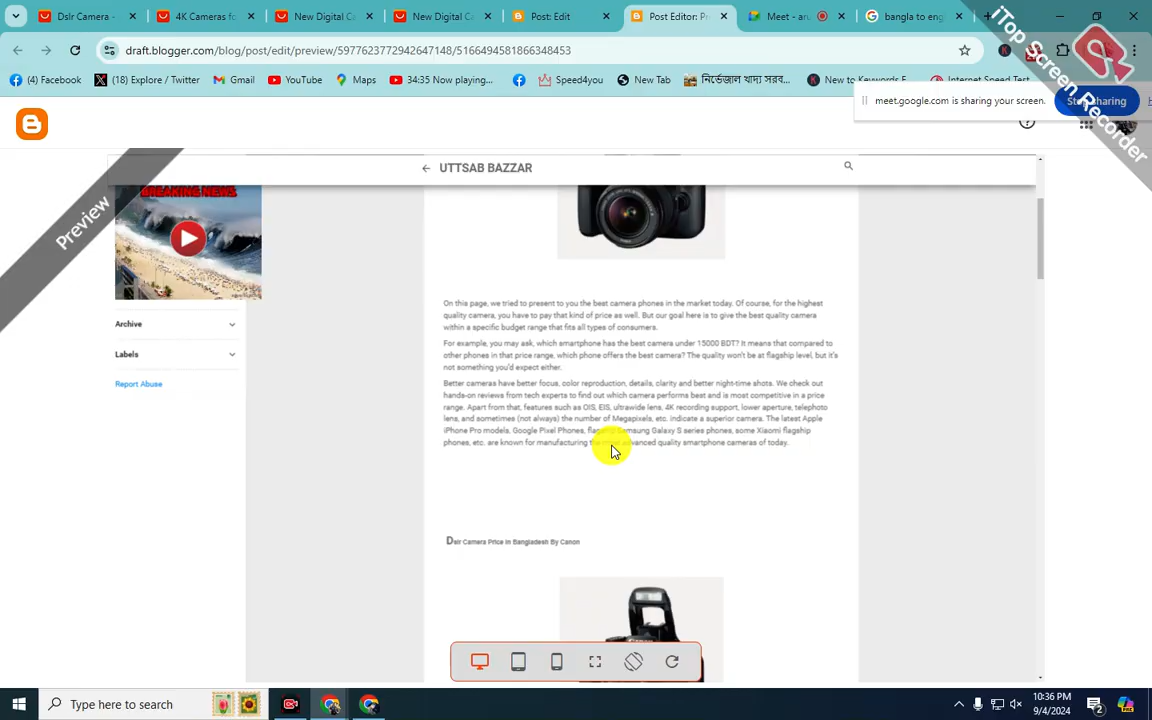 Dslr Camera -
4K Cameras fo
New Digital Ca
New Digital Ca
Post: Edit
Post Editor: Pr
Meet - an
bangla to eng
draft.blogger.com/blog/post/edit/preview/5977623772942647148/5166494581866348453
(4) Facebook
(18) Explore / Twitter
Gmail
YouTube
Maps
34:35 Now playing...
Speed4you
New Tab
নির্ভেজাল খাদ্য সরব...
New to Keywords E
Internet Speed Test
iTop Screen Recorder
meet.google.com is sharing your screen.
Stop sharing
Preview
UTTSAB BAZZAR
BREAKING NEWS
Archive
Labels
Report Abuse
On this page, we tried to present to you the best camera phones in the market today. Of course, for the highest
quality camera, you have to pay that kind of price as well. But our goal here is to give the best quality camera
within a specific budget range that fits all types of consumers.
For example, you may ask, which smartphone has the best camera under 15000 BDT? It means that compared to
other phones in that price range, which phone offers the best camera? The quality won't be at flagship level, but it's
not something you'd expect either.
Better cameras have better focus, color reproduction, details, clarity and better night-time shots. We check out
hands-on reviews from tech experts to find out which camera performs best and is most competitive in a price
range. Apart from that, features such as OIS, EIS, ultrawide lens, 4K recording support, lower aperture, telephoto
lens, and sometimes (not always) the number of Megapixels, etc. indicate a superior camera. The latest Apple
iPhone Pro models, Google Pixel Phones, flagship Samsung Galaxy S series phones, some Xiaomi flagship
phones, etc. are known for manufacturing the most advanced quality smartphone cameras of today.
Dslr Camera Price In Bangladesh By Canon
Type here to search
10:36 PM
9/4/2024
2